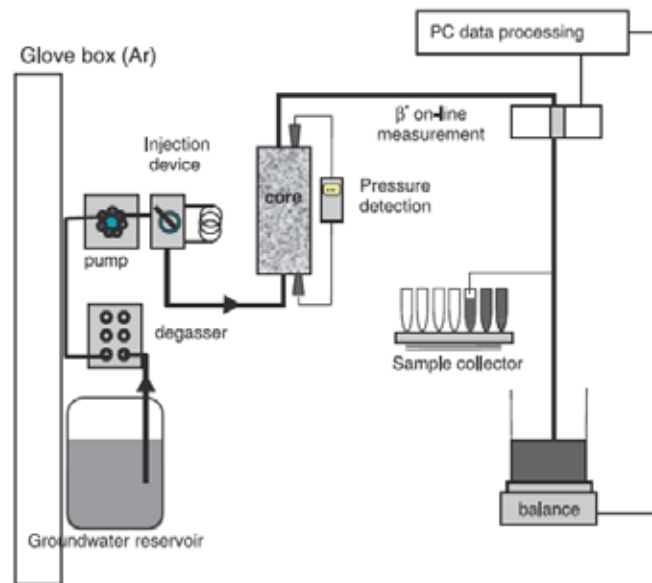 PC data processing
Glove box (Ar)
β⁺ on-line
measurement
Injection
device
core
Pressure
detection
pump
degasser
Sample collector
balance
Groundwater reservoir